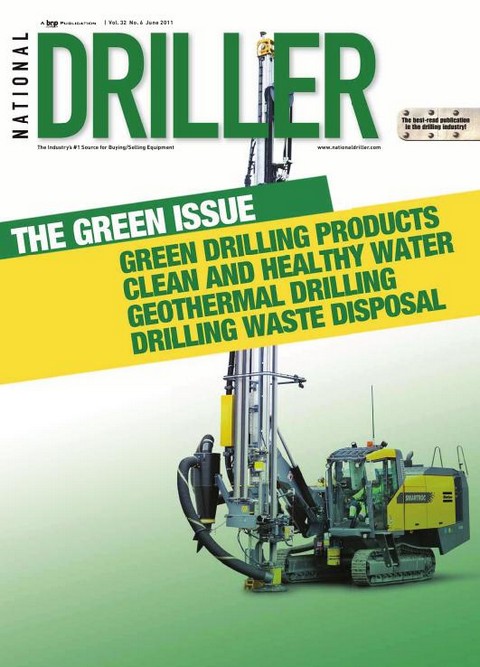 A bnp PUBLICATION | Vol. 32 No. 6 June 2011
NATIONAL
DRILLER
The Industry's #1 Source for Buying/Selling Equipment
www.nationaldriller.com
The best-read publication
in the drilling industry!
THE GREEN ISSUE
GREEN DRILLING PRODUCTS
CLEAN AND HEALTHY WATER
GEOTHERMAL DRILLING
DRILLING WASTE DISPOSAL
SMARTROC